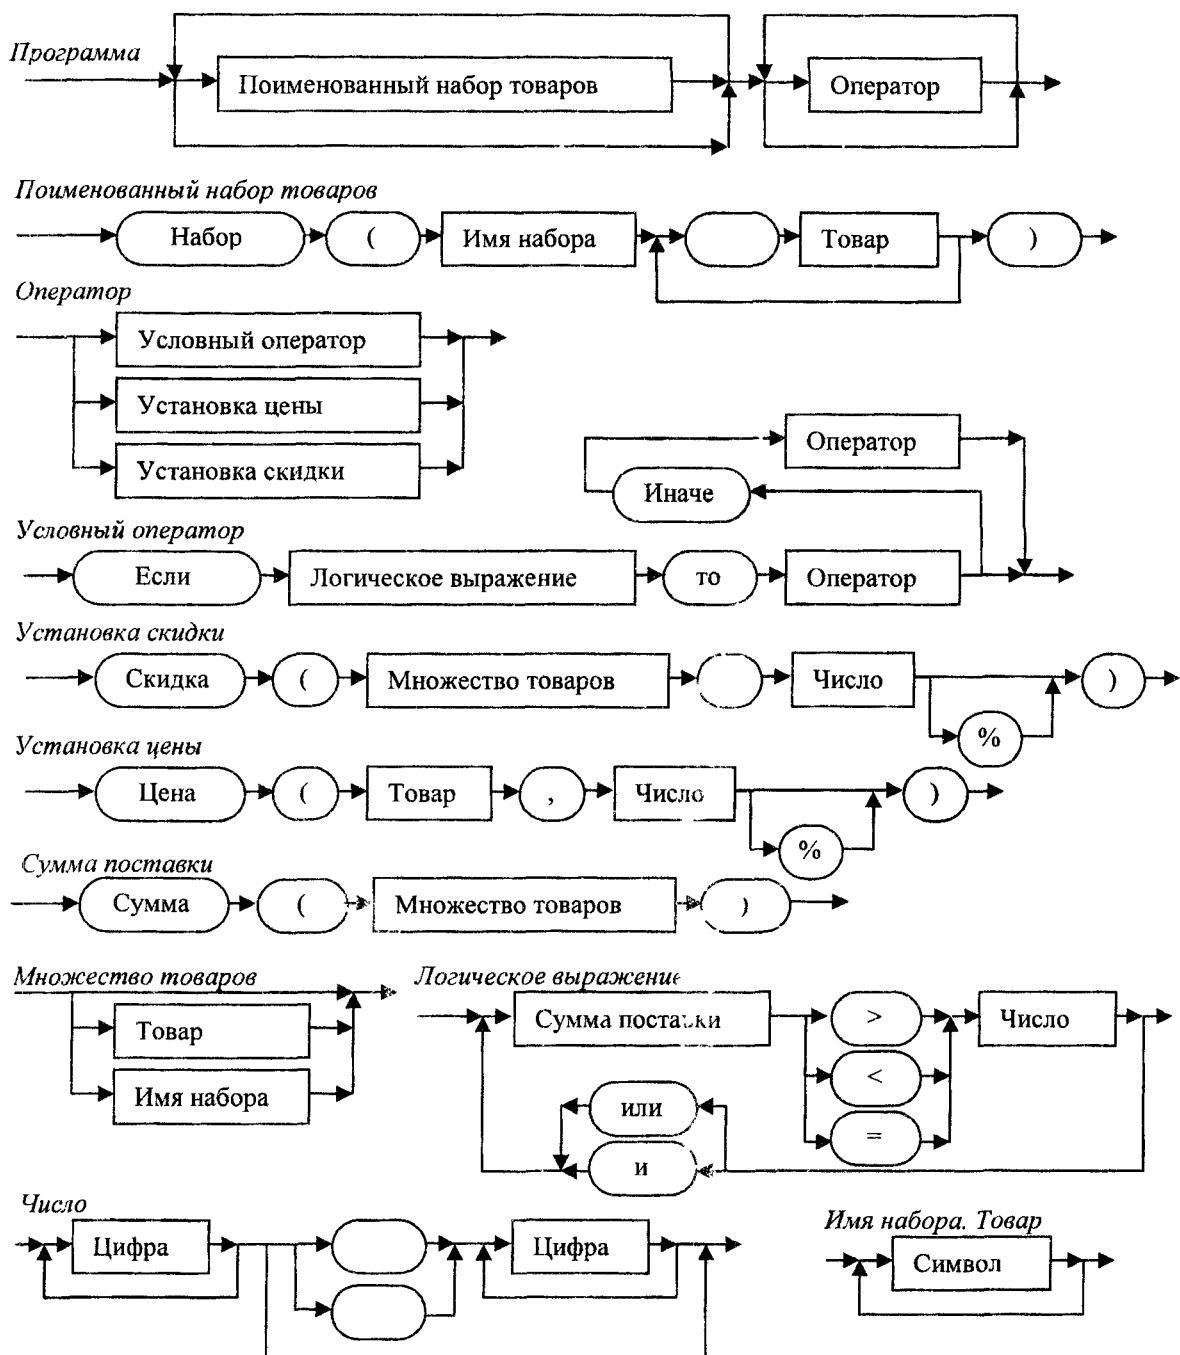 Программа
Поименованный набор товаров
Оператор
Поименованный набор товаров
Набор
(
Имя набора
Товар
)
Оператор
Условный оператор
Установка цены
Установка скидки
Оператор
Иначе
Условный оператор
Если
Логическое выражение
то
Оператор
Установка скидки
Скидка
(
Множество товаров
Число
)
%
Установка цены
Цена
(
Товар
,
Число
)
%
Сумма поставки
Сумма
(
Множество товаров
)
Множество товаров
Товар
Имя набора
Логическое выражение
Сумма поставки
>
Число
<
=
или
и
Число
Цифра
Цифра
Имя набора. Товар
Символ